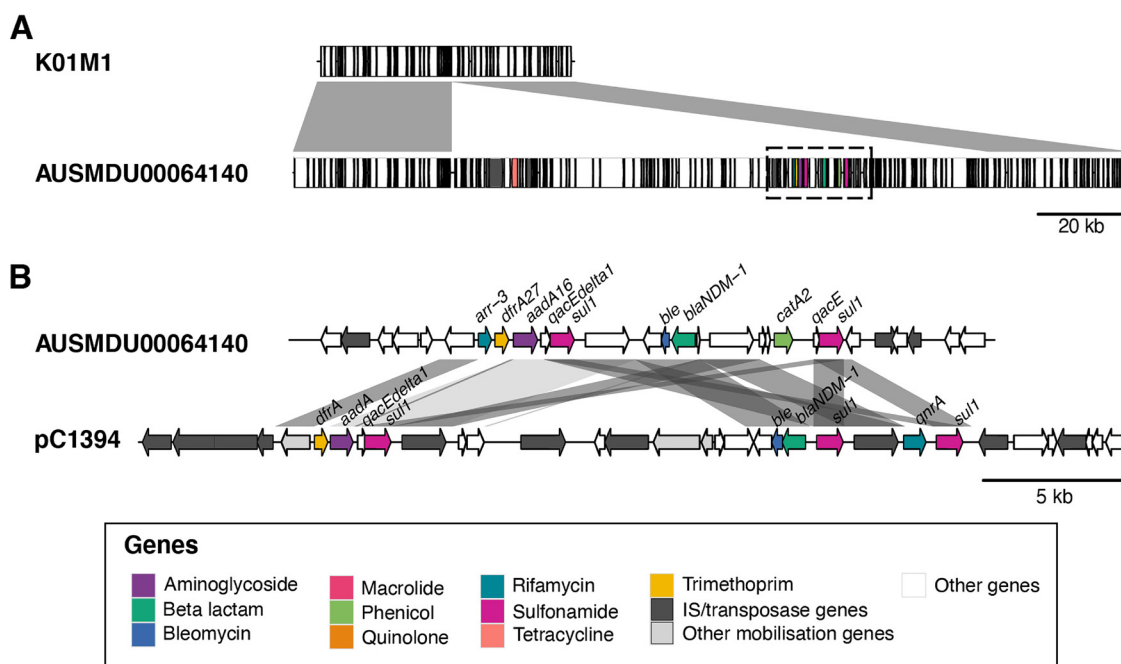 A
K01M1
AUSMDU00064140
20 kb
B
arr-3 dfrA27 aadA16 qacEdelta1 sul1 ble blaNDM-1 catA2 qacE sul1
AUSMDU00064140
dfrA aadA qacEdelta1 sul1 ble blaNDM-1 sul1 qnrA sul1
pC1394
5 kb
Genes
Aminoglycoside Macrolide Rifamycin Trimethoprim Other genes
Beta lactam Phenicol Sulfonamide IS/transposase genes
Bleomycin Quinolone Tetracycline Other mobilisation genes